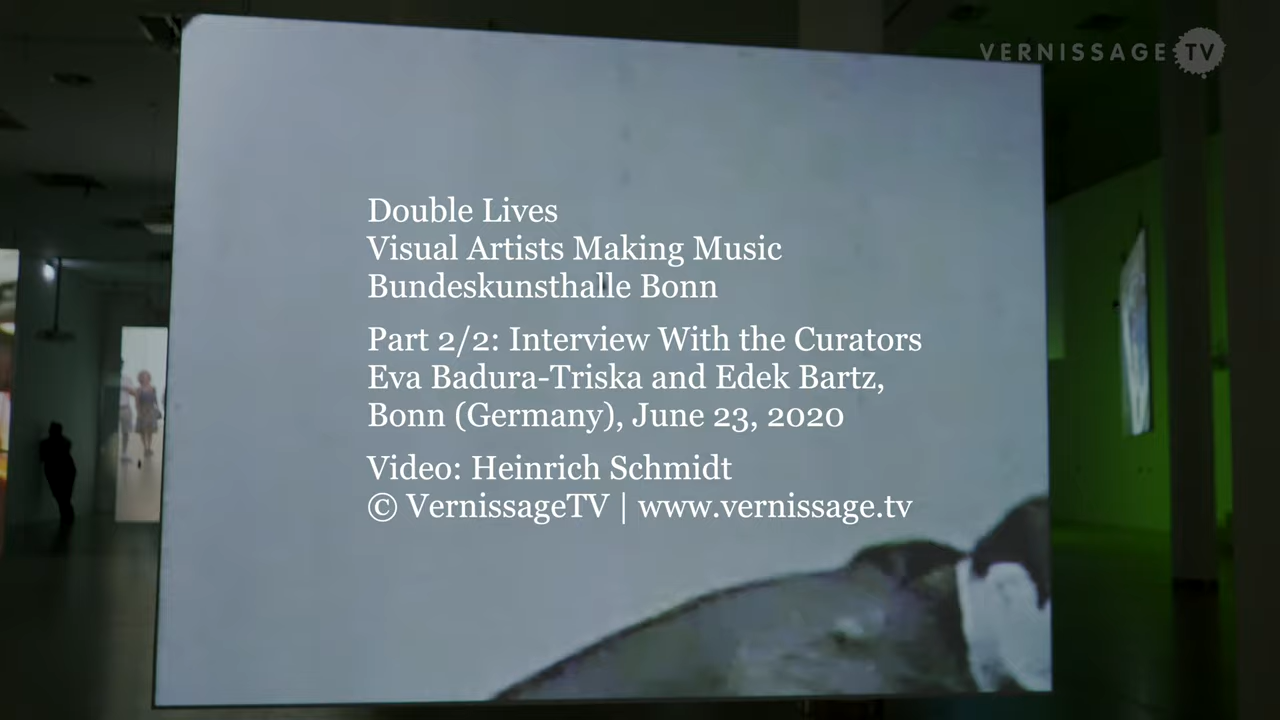 VERNISSAGE TV
Double Lives
Visual Artists Making Music
Bundeskunsthalle Bonn
Part 2/2: Interview With the Curators
Eva Badura-Triska and Edek Bartz,
Bonn (Germany), June 23, 2020
Video: Heinrich Schmidt
© VernissageTV | www.vernissage.tv